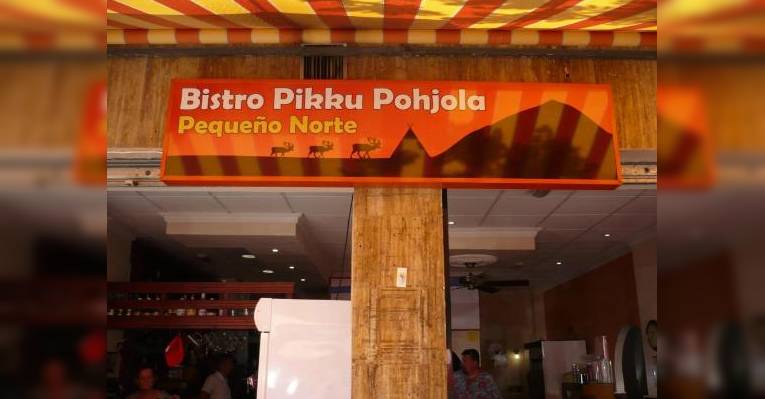 Bistro Pikku Pohjola
Pequeño Norte